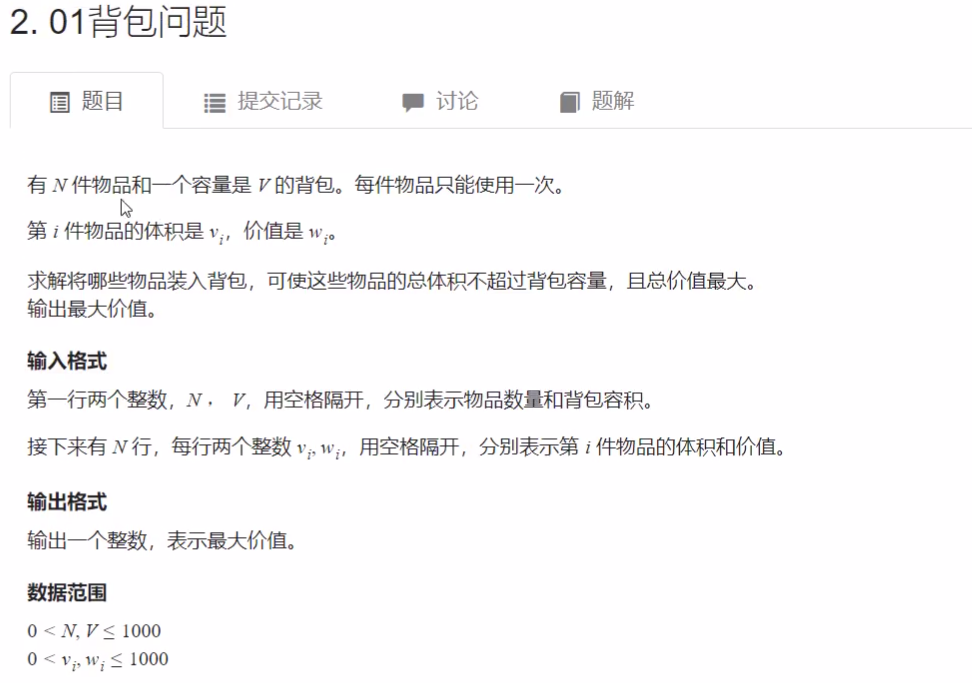 2. 01背包问题
题目 提交记录 讨论 题解
有 N 件物品和一个容量是 V 的背包。每件物品只能使用一次。
第 i 件物品的体积是 vi，价值是 wi。
求解将哪些物品装入背包，可使这些物品的总体积不超过背包容量，且总价值最大。
输出最大价值。
输入格式
第一行两个整数，N，V，用空格隔开，分别表示物品数量和背包容积。
接下来有 N 行，每行两个整数 vi, wi，用空格隔开，分别表示第 i 件物品的体积和价值。
输出格式
输出一个整数，表示最大价值。
数据范围
0 < N, V ≤ 1000
0 < vi, wi ≤ 1000